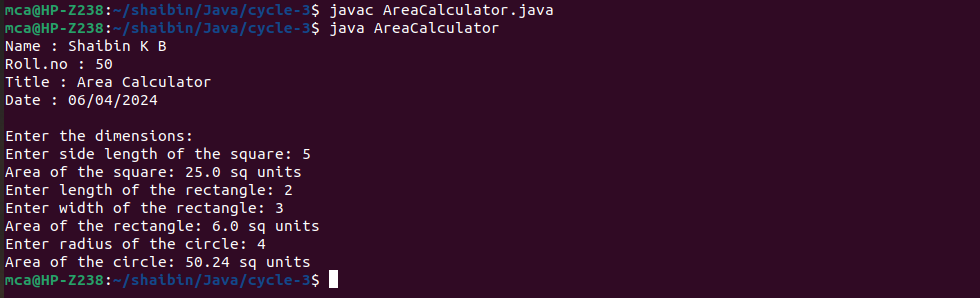 mca@HP-Z238:~/shaibin/Java/cycle-3$ javac AreaCalculator.java
mca@HP-Z238:~/shaibin/Java/cycle-3$ java AreaCalculator
Name : Shaibin K B
Roll.no : 50
Title : Area Calculator
Date : 06/04/2024
Enter the dimensions:
Enter side length of the square: 5
Area of the square: 25.0 sq units
Enter length of the rectangle: 2
Enter width of the rectangle: 3
Area of the rectangle: 6.0 sq units
Enter radius of the circle: 4
Area of the circle: 50.24 sq units
mca@HP-Z238:~/shaibin/Java/cycle-3$